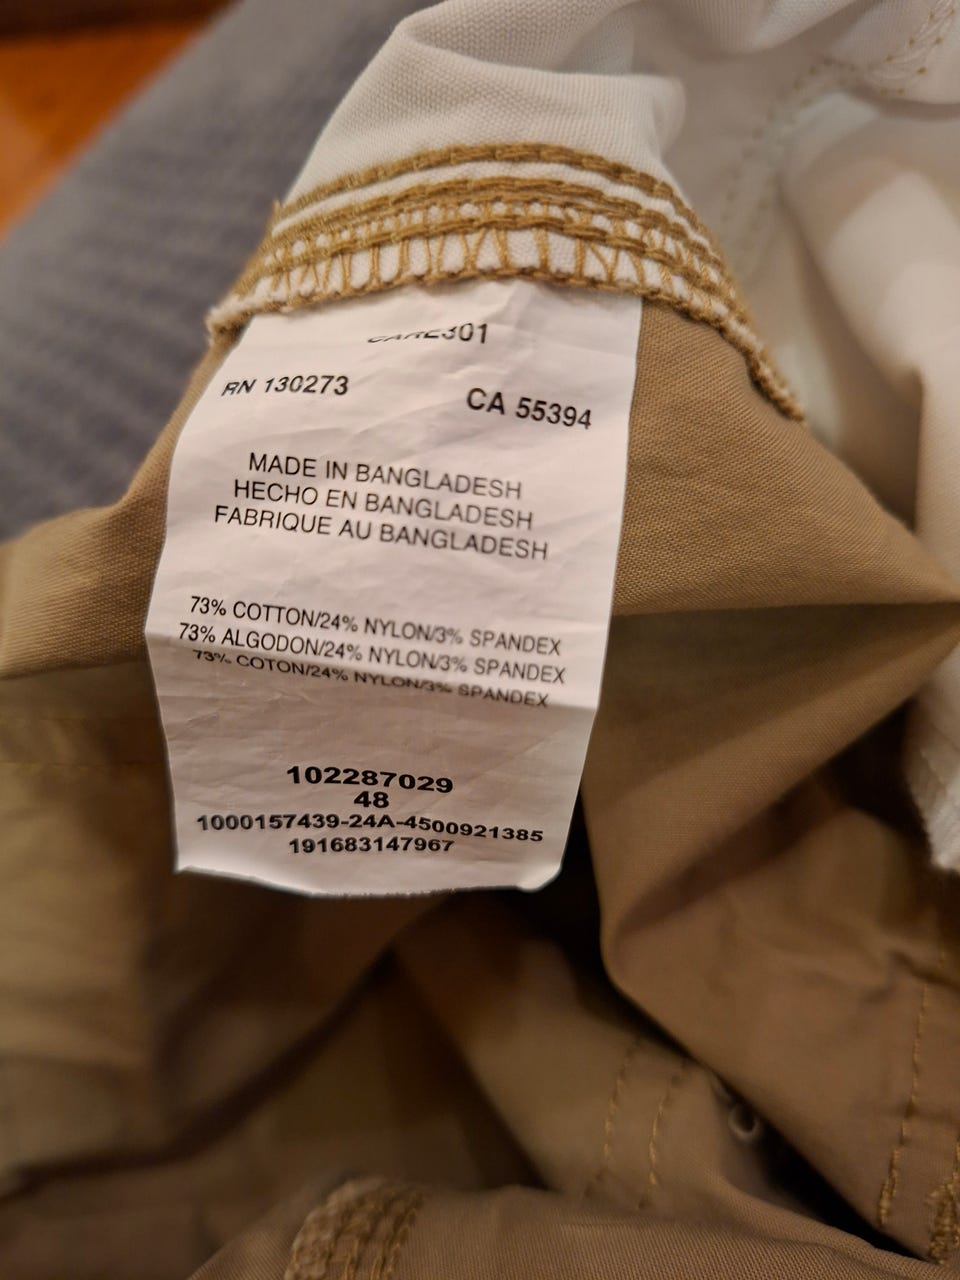 CARE301
RN 130273 CA 55394
MADE IN BANGLADESH
HECHO EN BANGLADESH
FABRIQUE AU BANGLADESH
73% COTTON/24% NYLON/3% SPANDEX
73% ALGODON/24% NYLON/3% SPANDEX
73% COTON/24% NYLON/3% SPANDEX
102287029
48
1000157439-24A-4500921385
191683147967